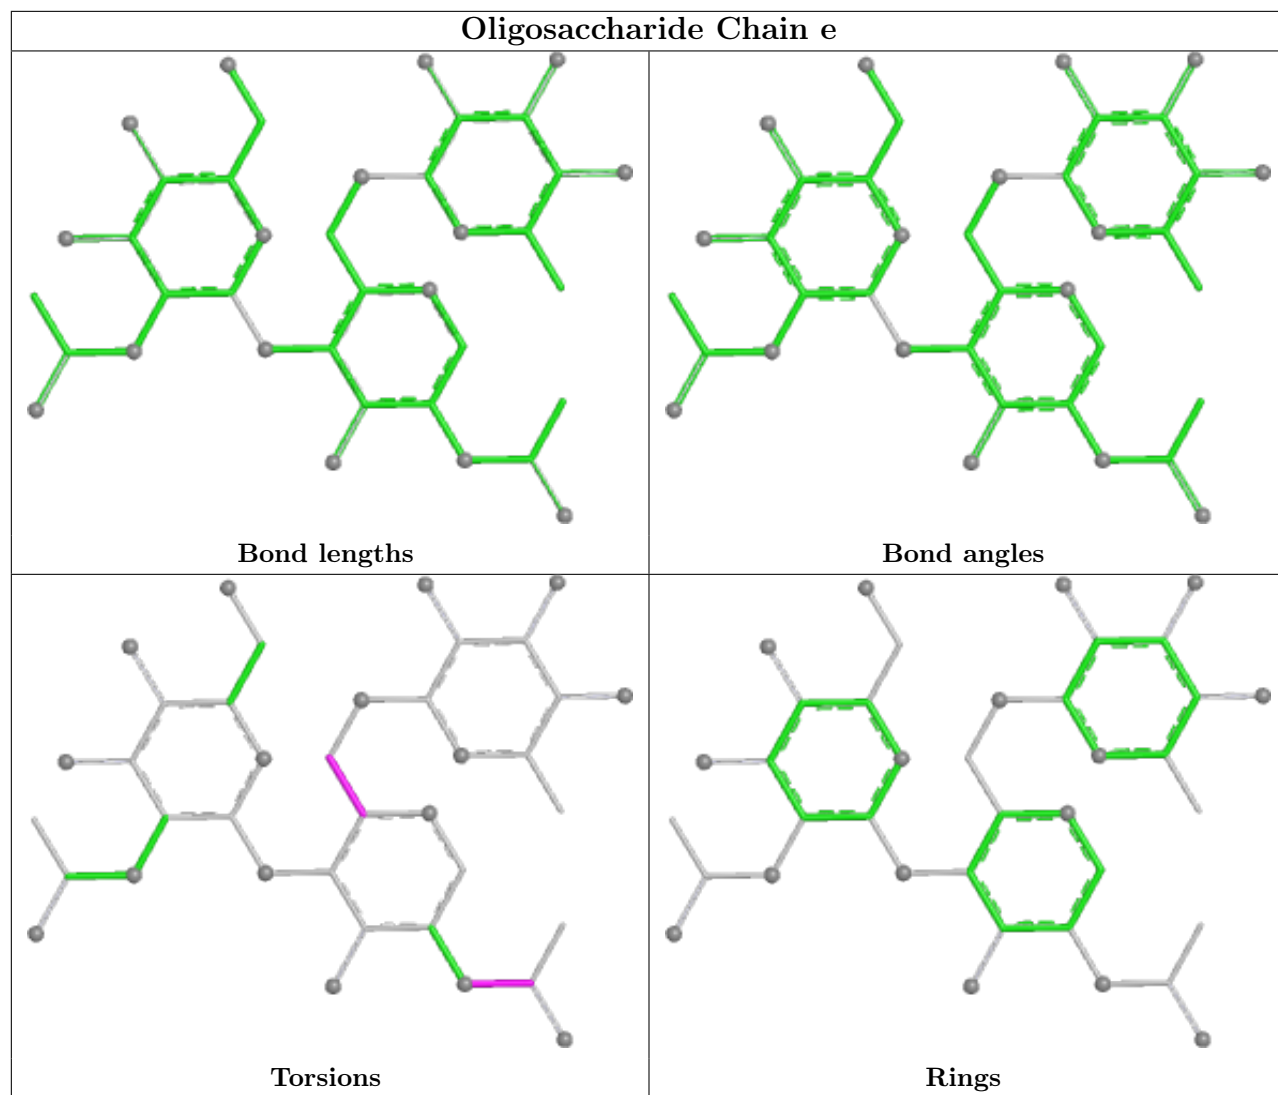 Oligosaccharide Chain e
Bond lengths
Bond angles
Torsions
Rings